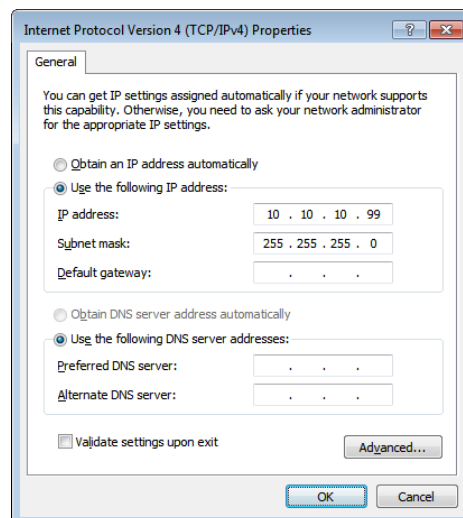 Internet Protocol Version 4 (TCP/IPv4) Properties
General
You can get IP settings assigned automatically if your network supports
this capability. Otherwise, you need to ask your network administrator
for the appropriate IP settings.
Obtain an IP address automatically
Use the following IP address:
IP address: 10 . 10 . 10 . 99
Subnet mask: 255 . 255 . 255 . 0
Default gateway: . . .
Obtain DNS server address automatically
Use the following DNS server addresses:
Preferred DNS server: . . .
Alternate DNS server: . . .
Validate settings upon exit
Advanced...
OK Cancel